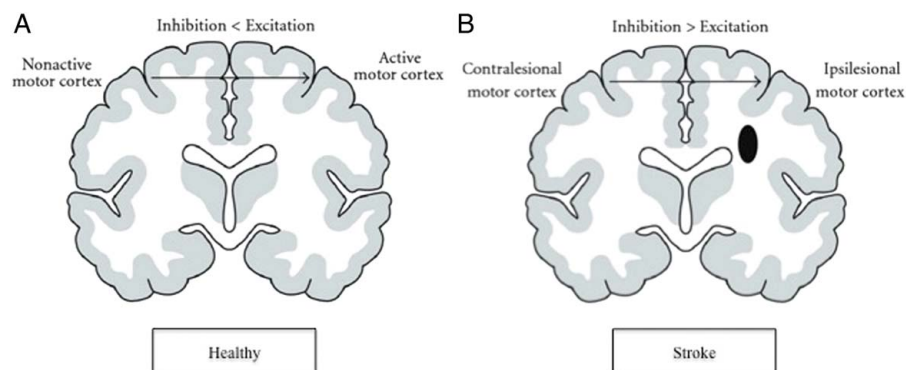 A
Inhibition < Excitation
Nonactive
motor cortex
Active
motor cortex
Healthy
B
Inhibition > Excitation
Contralesional
motor cortex
Ipsilesional
motor cortex
Stroke